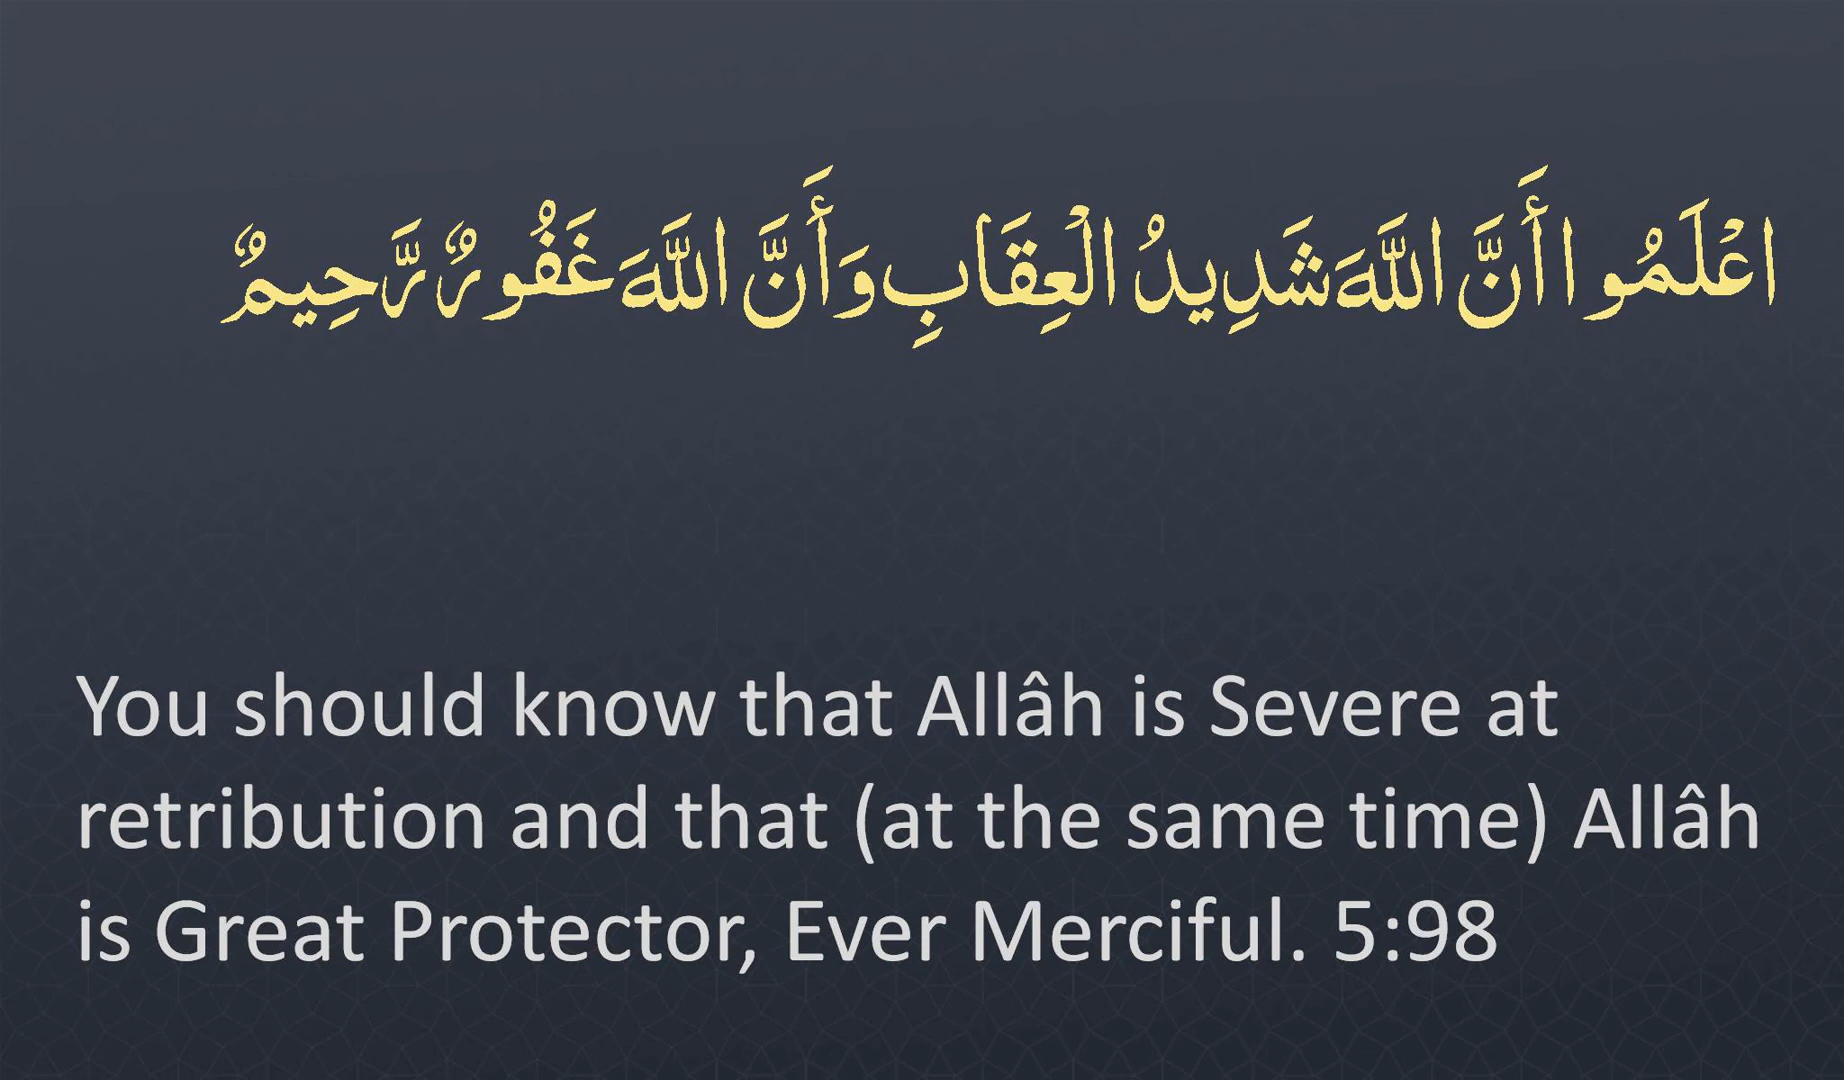 اعْلَمُوا أَنَّ اللَّهَ شَدِيدُ الْعِقَابِ وَأَنَّ اللَّهَ غَفُورٌ رَّحِيمٌ
You should know that Allâh is Severe at
retribution and that (at the same time) Allâh
is Great Protector, Ever Merciful. 5:98